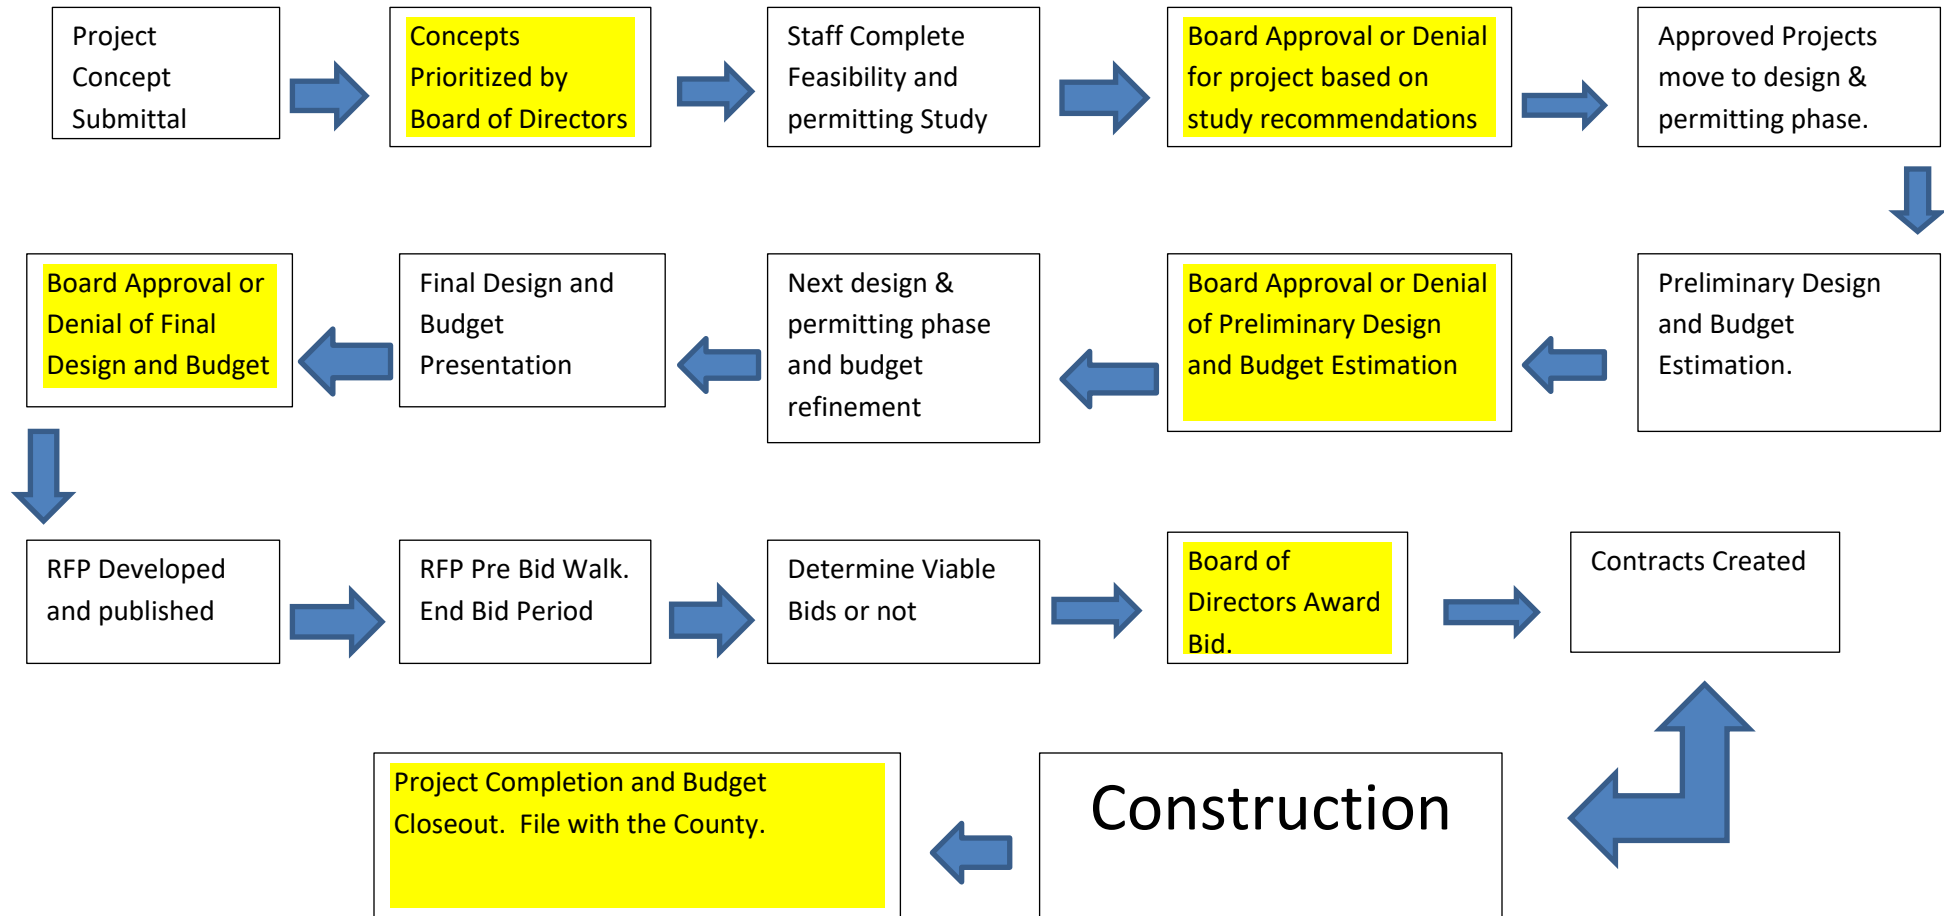 Project
Concept
Submittal
Concepts
Prioritized by
Board of Directors
Staff Complete
Feasibility and
permitting Study
Board Approval or Denial
for project based on
study recommendations
Approved Projects
move to design &
permitting phase.
Preliminary Design
and Budget
Estimation.
Board Approval or Denial
of Preliminary Design
and Budget Estimation
Next design &
permitting phase
and budget
refinement
Final Design and
Budget
Presentation
Board Approval or
Denial of Final
Design and Budget
RFP Developed
and published
RFP Pre Bid Walk.
End Bid Period
Determine Viable
Bids or not
Board of
Directors Award
Bid.
Contracts Created
Construction
Project Completion and Budget
Closeout.  File with the County.